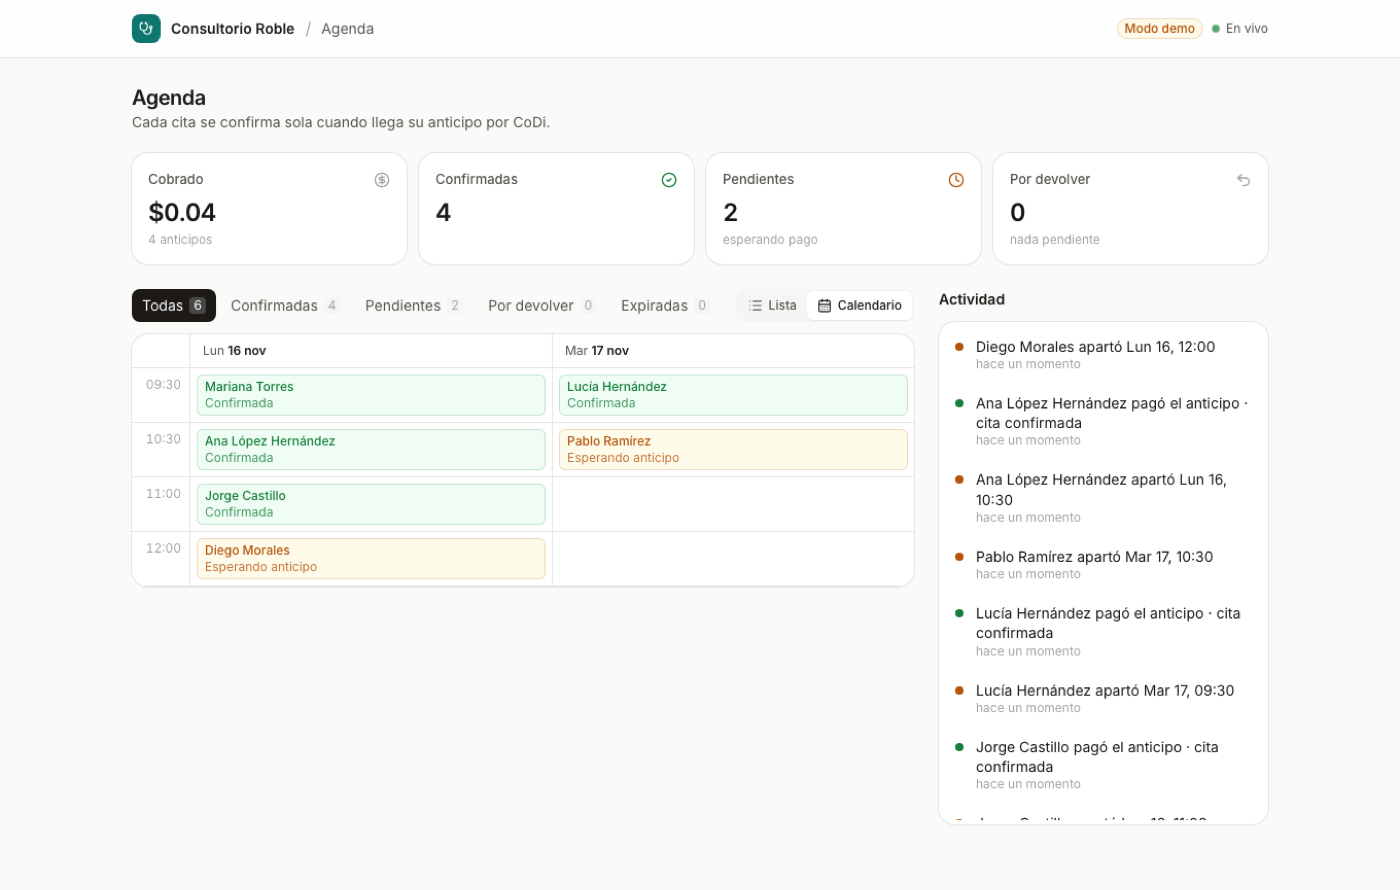 Consultorio Roble / Agenda
Modo demo
En vivo
Agenda
Cada cita se confirma sola cuando llega su anticipo por CoDi.
Cobrado
$0.04
4 anticipos
Confirmadas
4
Pendientes
2
esperando pago
Por devolver
0
nada pendiente
Todas 6
Confirmadas 4
Pendientes 2
Por devolver 0
Expiradas 0
Lista
Calendario
Lun 16 nov
Mar 17 nov
09:30
Mariana Torres
Confirmada
Lucía Hernández
Confirmada
10:30
Ana López Hernández
Confirmada
Pablo Ramírez
Esperando anticipo
11:00
Jorge Castillo
Confirmada
12:00
Diego Morales
Esperando anticipo
Actividad
Diego Morales apartó Lun 16, 12:00
hace un momento
Ana López Hernández pagó el anticipo ·
cita confirmada
hace un momento
Ana López Hernández apartó Lun 16,
10:30
hace un momento
Pablo Ramírez apartó Mar 17, 10:30
hace un momento
Lucía Hernández pagó el anticipo · cita
confirmada
hace un momento
Lucía Hernández apartó Mar 17, 09:30
hace un momento
Jorge Castillo pagó el anticipo · cita
confirmada
hace un momento